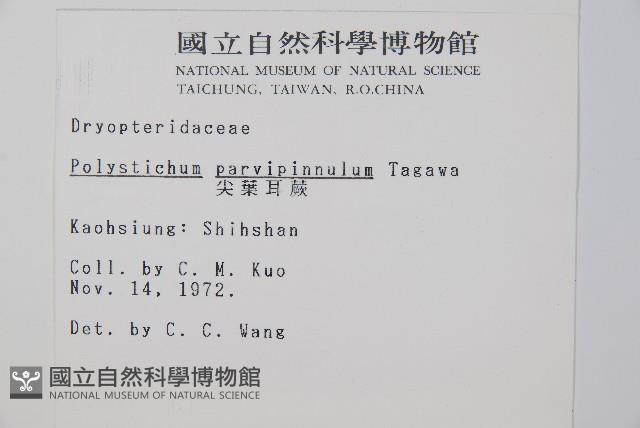 國立自然科學博物館
NATIONAL MUSEUM OF NATURAL SCIENCE
TAICHUNG, TAIWAN, R.O.CHINA
Dryopteridaceae
Polystichum parvipinnulum Tagawa
尖葉耳蕨
Kaohsiung: Shihshan
Coll. by C. M. Kuo
Nov. 14, 1972.
Det. by C. C. Wang
國立自然科學博物館
NATIONAL MUSEUM OF NATURAL SCIENCE